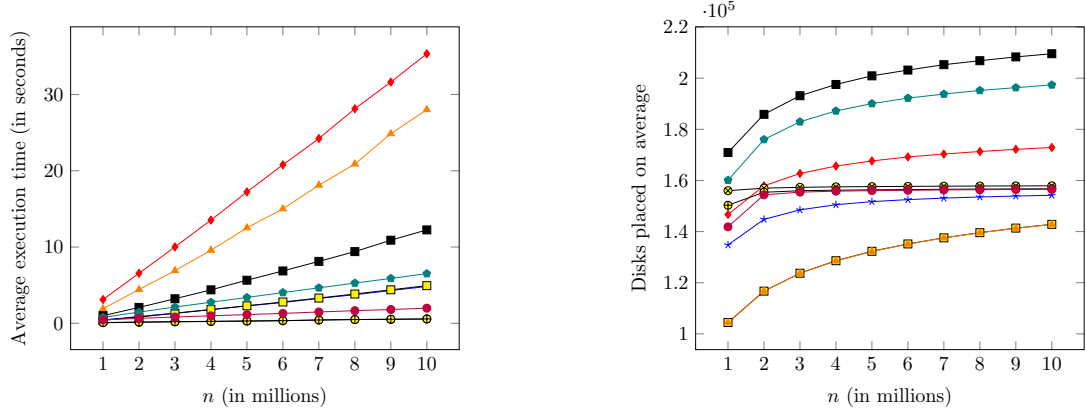 Average execution time (in seconds)
30
20
10
0
1 2 3 4 5 6 7 8 9 10
n (in millions)
·10⁵
Disks placed on average
2.2
2
1.8
1.6
1.4
1.2
1
1 2 3 4 5 6 7 8 9 10
n (in millions)